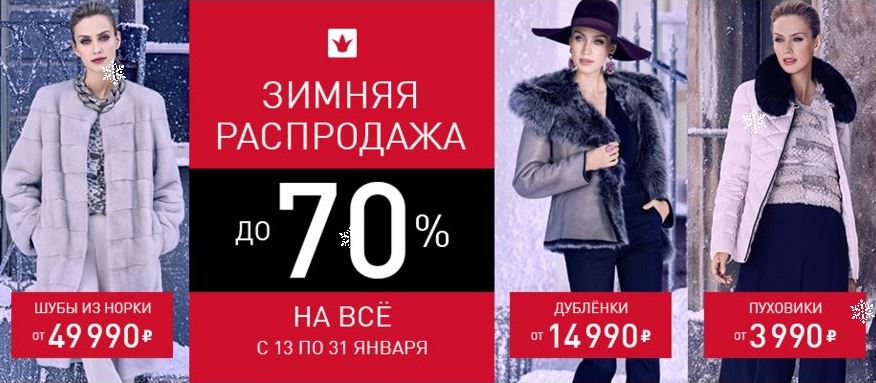 ЗИМНЯЯ
РАСПРОДАЖА
ДО 70%
НА ВСЁ
С 13 ПО 31 ЯНВАРЯ
ШУБЫ ИЗ НОРКИ
ОТ 49 990 ₽
ДУБЛЁНКИ
ОТ 14 990 ₽
ПУХОВИКИ
ОТ 3 990 ₽